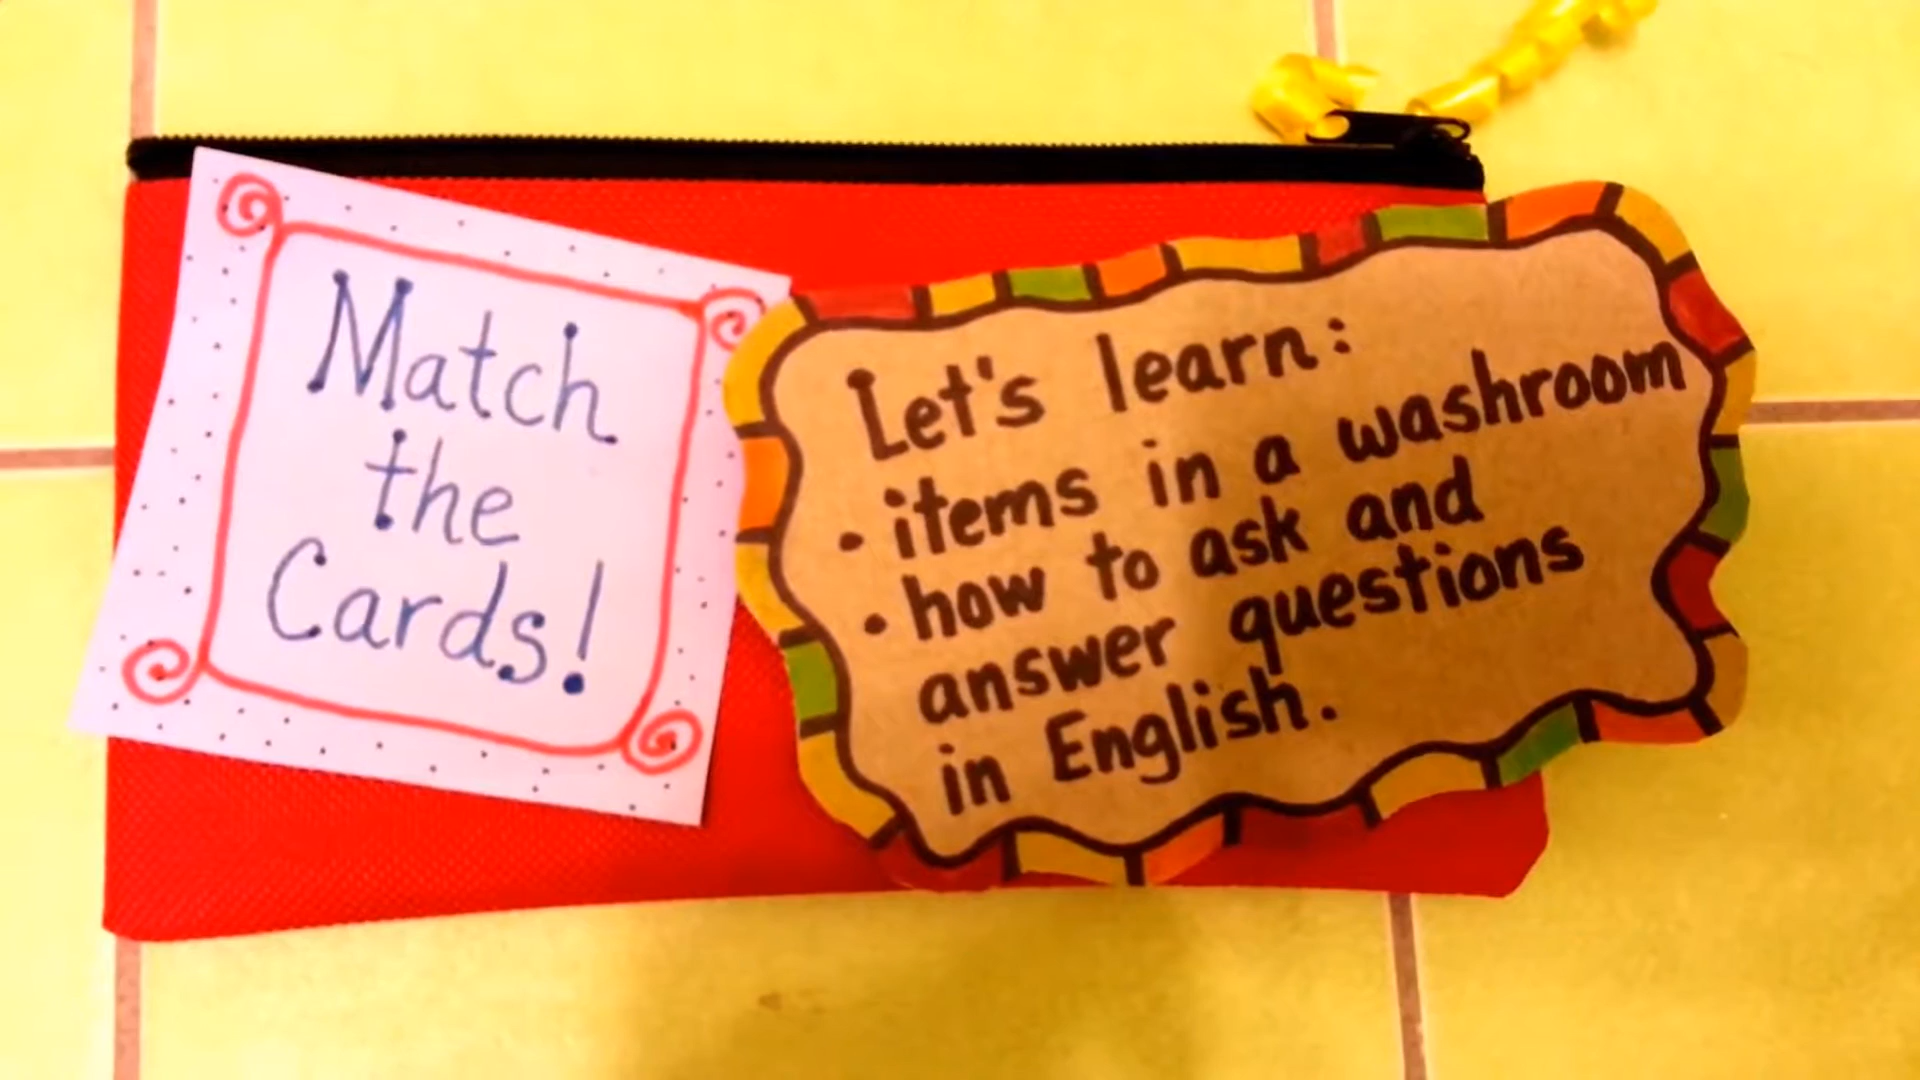 Match
the
Cards!
Let's learn:
• items in a washroom
• how to ask and
answer questions
in English.